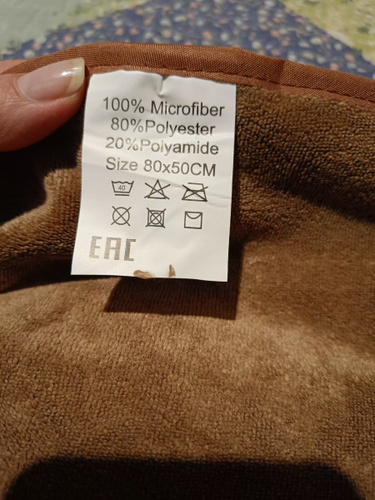 100% Microfiber
80%Polyester
20%Polyamide
Size 80x50CM
40
EAC